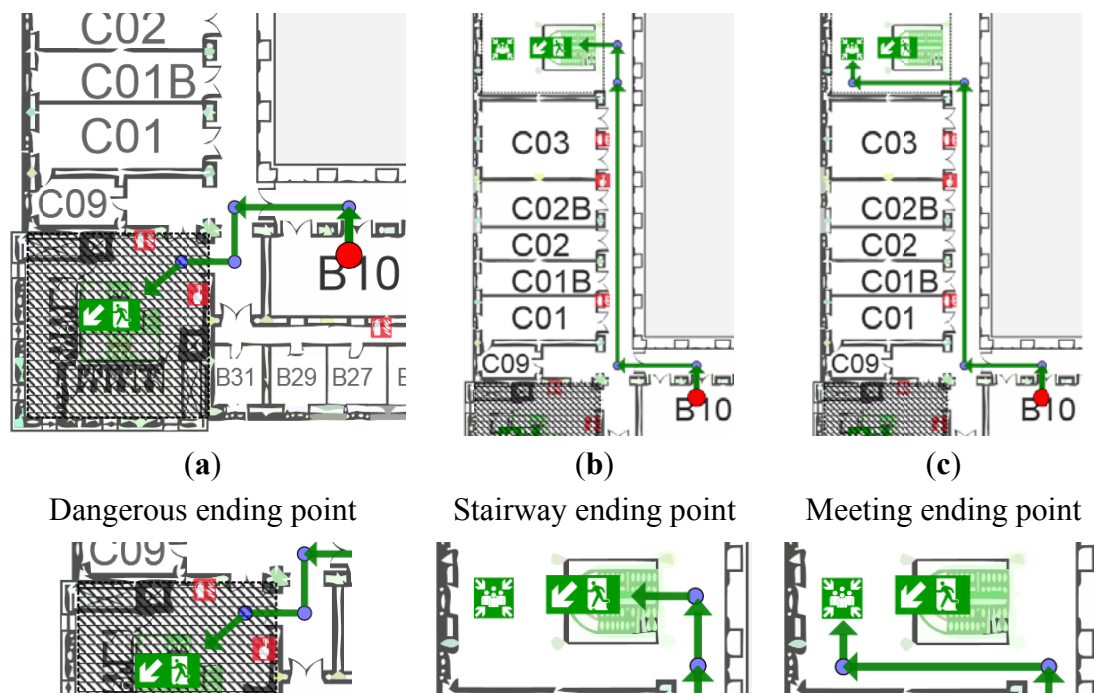 C02
C01B
C01
C09
B10
B31
B29
B27
B
C03
C02B
C02
C01B
C01
C09
B10
C03
C02B
C02
C01B
C01
C09
B10
(a)
(b)
(c)
Dangerous ending point
Stairway ending point
Meeting ending point
C09